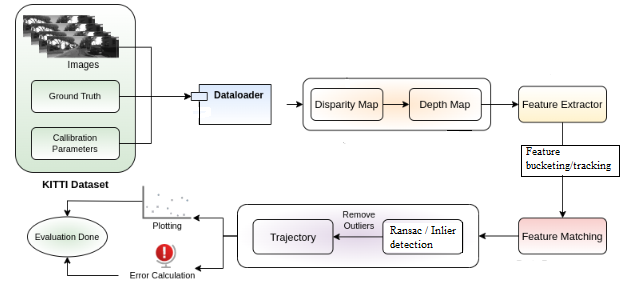 Images
Ground Truth
Callibration
Parameters
KITTI Dataset
Dataloader
Disparity Map
Depth Map
Feature Extractor
Feature
bucketing/tracking
Feature Matching
Ransac / Inlier
detection
Remove
Outliers
Trajectory
Plotting
Error Calculation
Evaluation Done